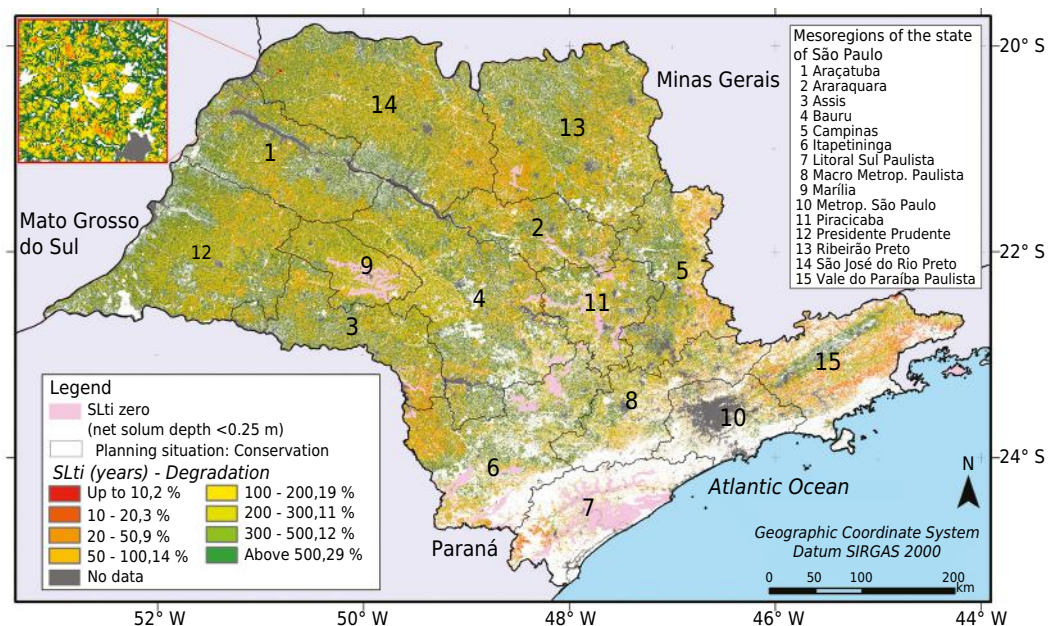 Mesoregions of the state
of São Paulo
1 Araçatuba
2 Araraquara
3 Assis
4 Bauru
5 Campinas
6 Itapetininga
7 Litoral Sul Paulista
8 Macro Metrop. Paulista
9 Marília
10 Metrop. São Paulo
11 Piracicaba
12 Presidente Prudente
13 Ribeirão Preto
14 São José do Rio Preto
15 Vale do Paraíba Paulista
20° S
22° S
24° S
Minas Gerais
14
13
1
Mato Grosso
do Sul
12
2
9
5
4
11
3
15
8
10
6
7
Paraná
Atlantic Ocean
N
Legend
SLti zero
(net solum depth <0.25 m)
Planning situation: Conservation
SLti (years) - Degradation
Up to 10,2 %
10 - 20,3 %
20 - 50,9 %
50 - 100,14 %
No data
100 - 200,19 %
200 - 300,11 %
300 - 500,12 %
Above 500,29 %
Geographic Coordinate System
Datum SIRGAS 2000
0 50 100 200
km
52° W 50° W 48° W 46° W 44° W